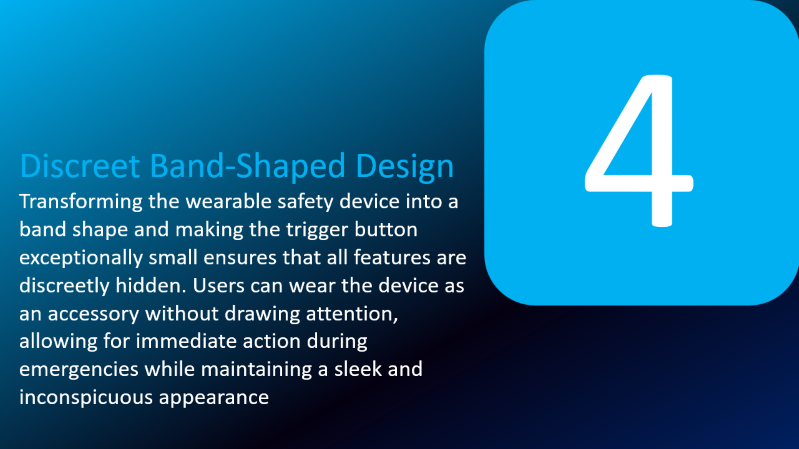 4
Discreet Band-Shaped Design
Transforming the wearable safety device into a
band shape and making the trigger button
exceptionally small ensures that all features are
discreetly hidden. Users can wear the device as
an accessory without drawing attention,
allowing for immediate action during
emergencies while maintaining a sleek and
inconspicuous appearance